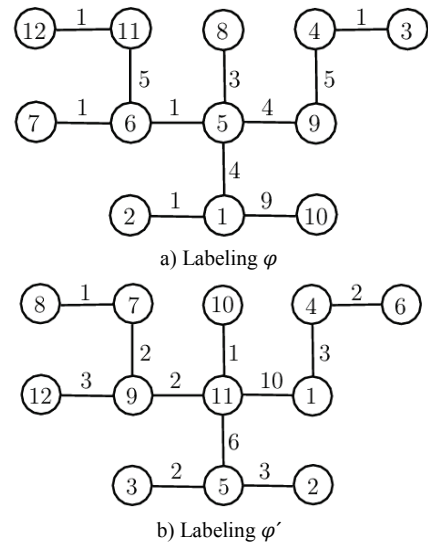 12 1 11 8 4 1 3
5 3 5
7 1 6 1 5 4 9
4
2 1 1 9 10
a) Labeling φ
8 1 7 10 4 2 6
2 1 3
12 3 9 2 11 10 1
6
3 2 5 3 2
b) Labeling φ′